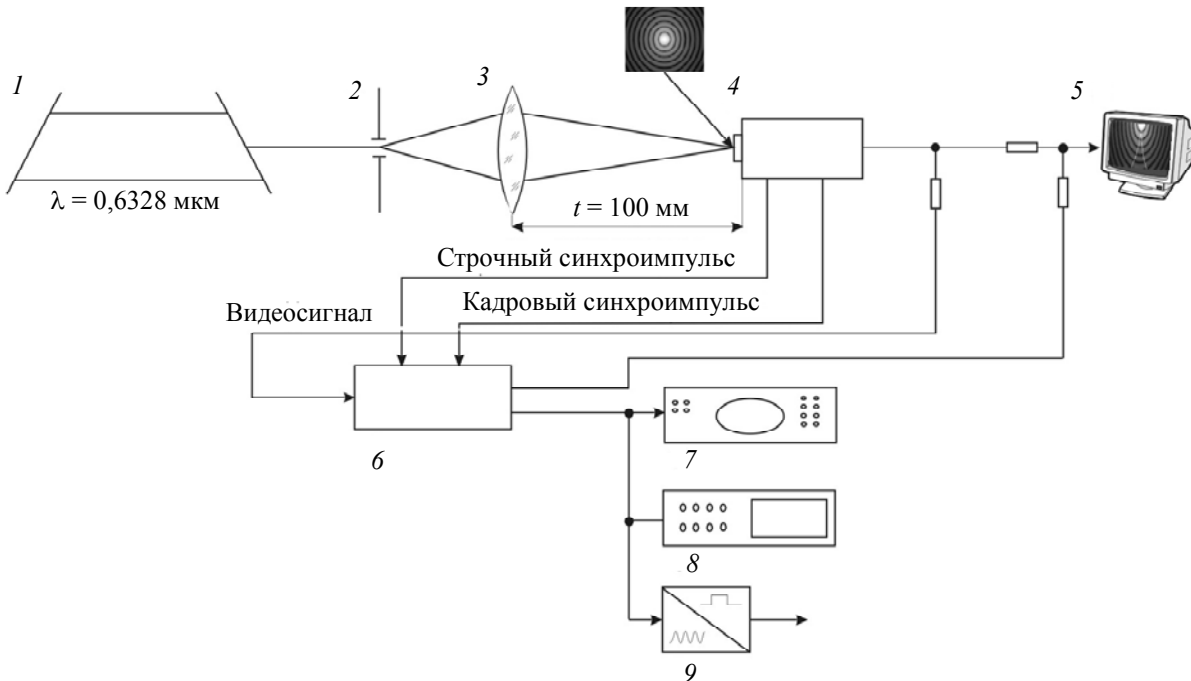 1
2
3
4
5
λ = 0,6328 мкм
t = 100 мм
Строчный синхроимпульс
Кадровый синхроимпульс
Видеосигнал
6
7
8
9